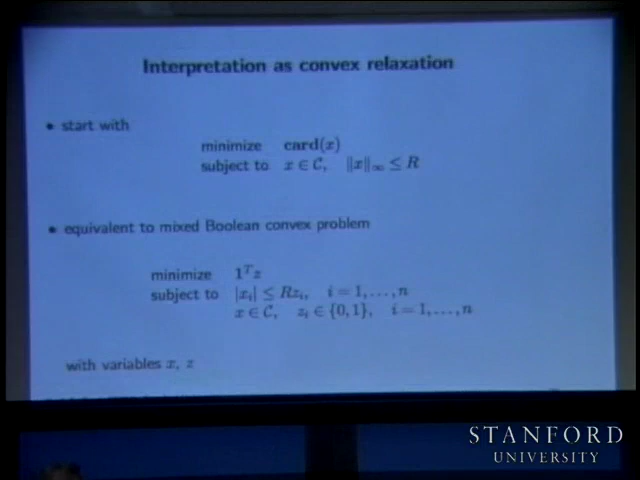 Interpretation as convex relaxation
• start with
minimize card(x)
subject to x ∈ C, ‖x‖∞ ≤ R
• equivalent to mixed Boolean convex problem
minimize 1ᵀz
subject to |xᵢ| ≤ Rzᵢ, i = 1, . . . , n
x ∈ C, zᵢ ∈ {0, 1}, i = 1, . . . , n
with variables x, z
STANFORD
UNIVERSITY